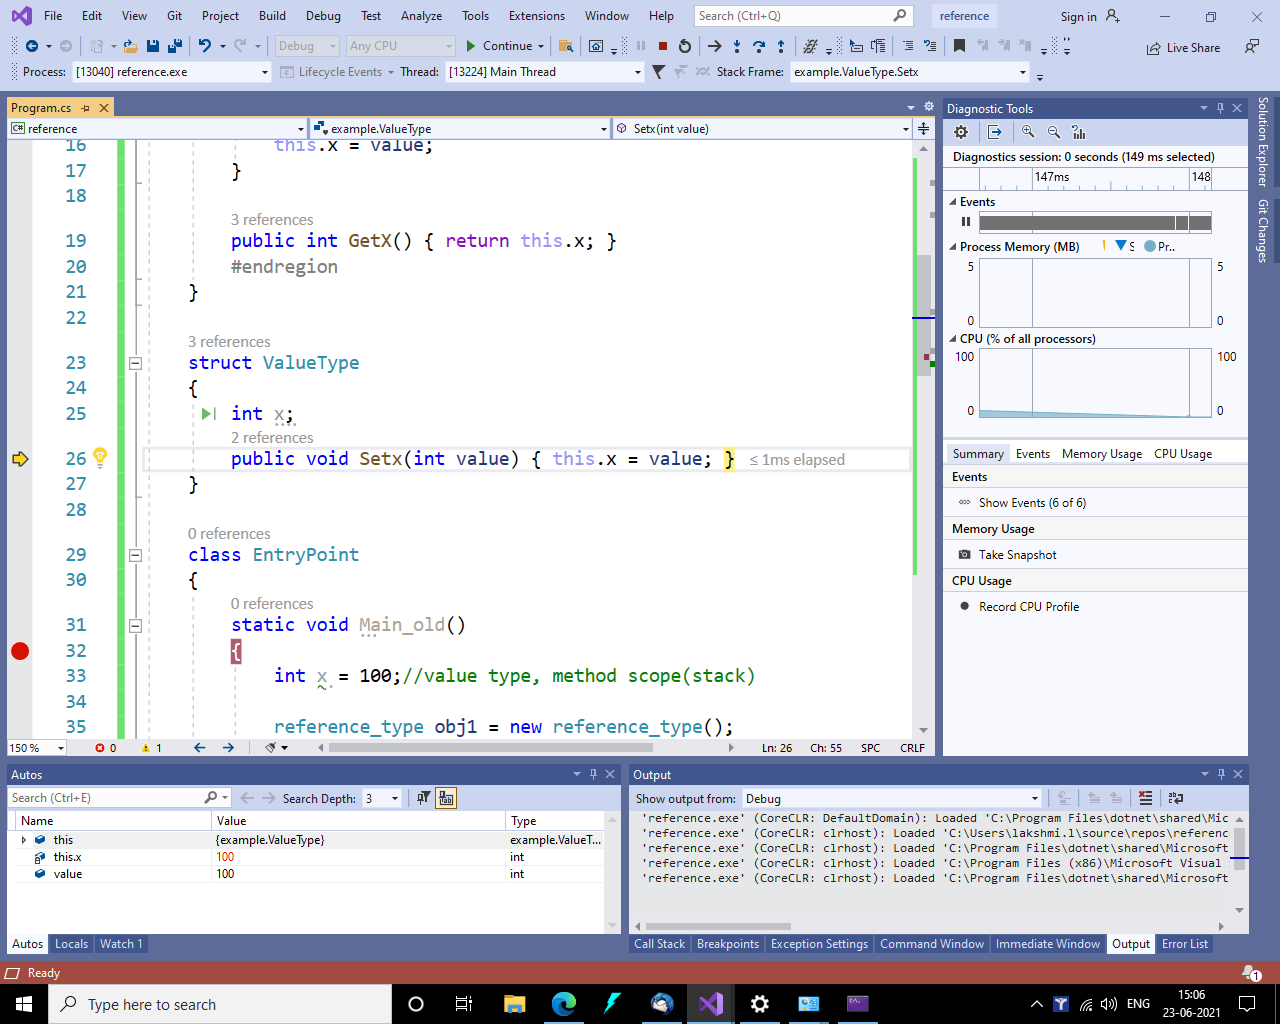 File Edit View Git Project Build Debug Test Analyze Tools Extensions Window Help Search (Ctrl+Q) reference Sign in
Debug Any CPU Continue Live Share
Process: [13040] reference.exe Lifecycle Events Thread: [13224] Main Thread Stack Frame: example.ValueType.Setx
Program.cs
C# reference example.ValueType Setx(int value)
16 this.x = value;
17 }
18
3 references
19 public int GetX() { return this.x; }
20 #endregion
21 }
22
3 references
23 struct ValueType
24 {
25 int x;
2 references
26 public void Setx(int value) { this.x = value; } ≤ 1ms elapsed
27 }
28
0 references
29 class EntryPoint
30 {
0 references
31 static void Main_old()
32 {
33 int x = 100;//value type, method scope(stack)
34
35 reference_type obj1 = new reference_type();
150 % 0 1 Ln: 26 Ch: 55 SPC CRLF
Diagnostic Tools
Diagnostics session: 0 seconds (149 ms selected)
147ms 148
Events
Process Memory (MB) S Pr..
5 5
0 0
CPU (% of all processors)
100 100
0 0
Summary Events Memory Usage CPU Usage
Events
Show Events (6 of 6)
Memory Usage
Take Snapshot
CPU Usage
Record CPU Profile
Solution Explorer
Git Changes
Autos
Search (Ctrl+E) Search Depth: 3
Name Value Type
this {example.ValueType} example.ValueT...
this.x 100 int
value 100 int
Autos Locals Watch 1
Output
Show output from: Debug
'reference.exe' (CoreCLR: DefaultDomain): Loaded 'C:\Program Files\dotnet\shared\Mic
'reference.exe' (CoreCLR: clrhost): Loaded 'C:\Users\lakshmi.l\source\repos\referenc
'reference.exe' (CoreCLR: clrhost): Loaded 'C:\Program Files\dotnet\shared\Microsoft
'reference.exe' (CoreCLR: clrhost): Loaded 'C:\Program Files (x86)\Microsoft Visual
'reference.exe' (CoreCLR: clrhost): Loaded 'C:\Program Files\dotnet\shared\Microsoft
Call Stack Breakpoints Exception Settings Command Window Immediate Window Output Error List
Ready 1
Type here to search ENG 15:06
23-06-2021